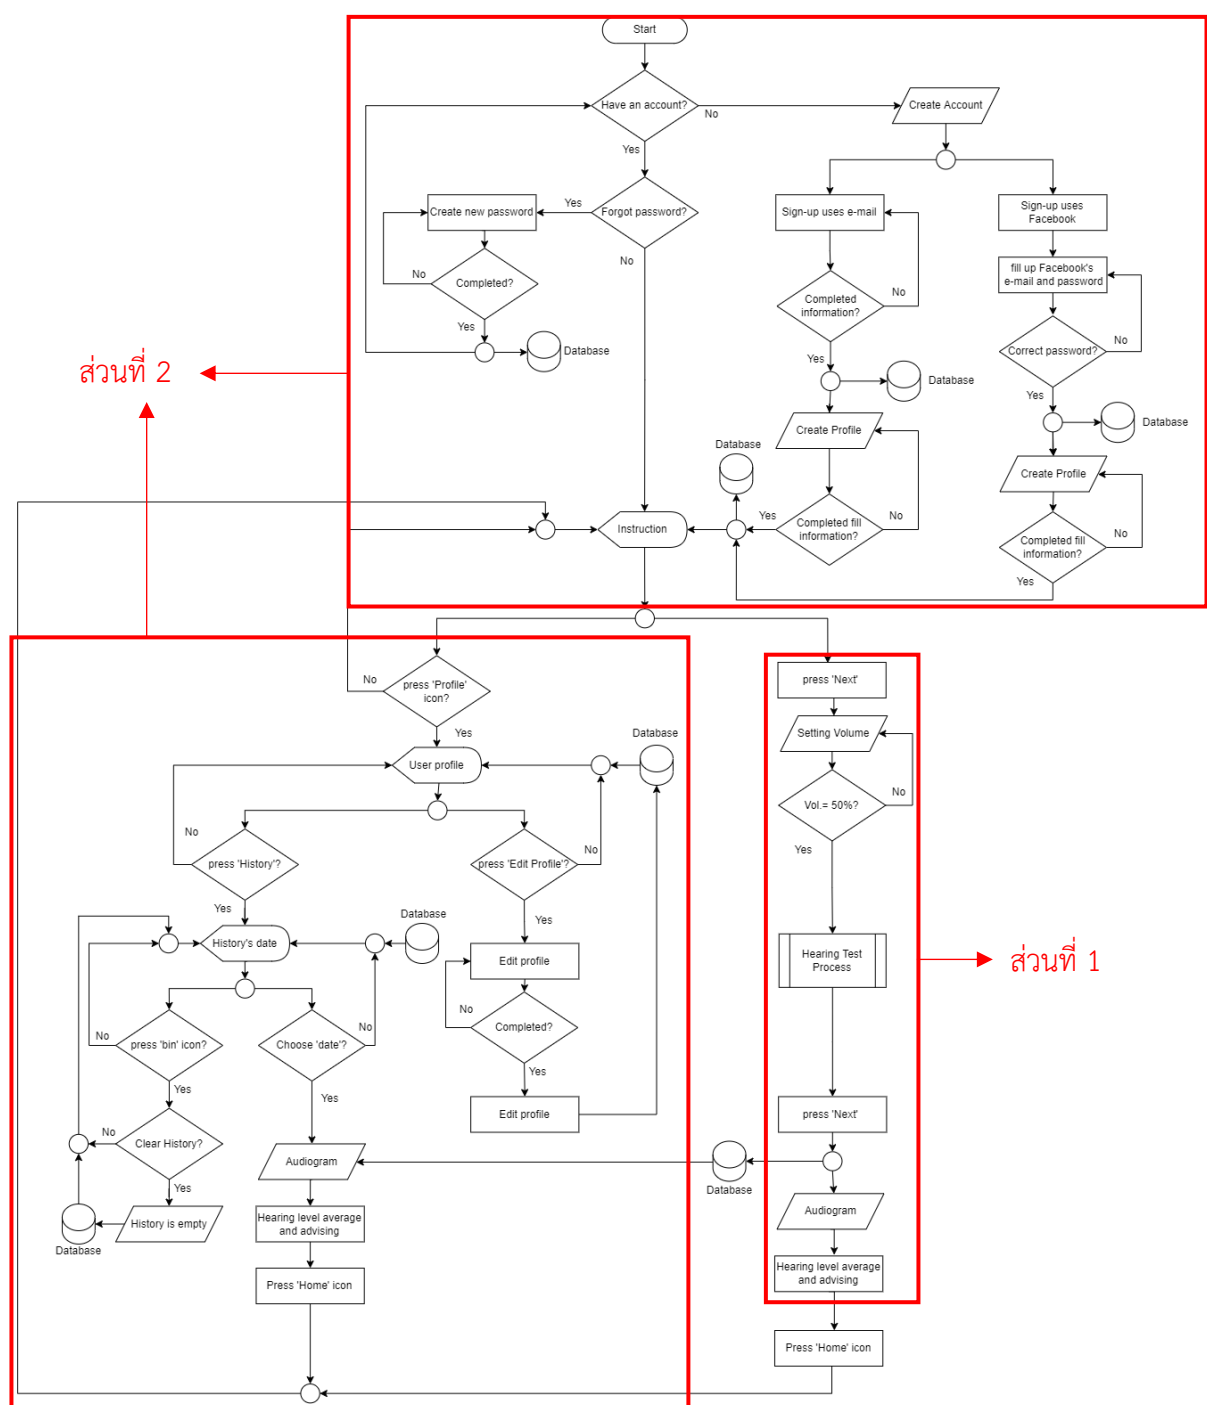 Start
Have an account?
No
Create Account
Yes
Create new password
Yes
Forgot password?
Sign-up uses e-mail
Sign-up uses
Facebook
No
Completed?
No
Yes
Database
Completed
information?
No
Yes
Database
fill up Facebook's
e-mail and password
Correct password?
No
Yes
Database
ส่วนที่ 2
Create Profile
Database
Create Profile
Instruction
Yes
Completed fill
information?
No
Completed fill
information?
No
Yes
No
press 'Profile'
icon?
Yes
press 'Next'
User profile
Database
Setting Volume
No
press 'History'?
Yes
press 'Edit Profile'?
No
Yes
Vol.= 50%?
No
Yes
History's date
Database
Edit profile
Hearing Test
Process
ส่วนที่ 1
No
press 'bin' icon?
Yes
Choose 'date'?
No
Yes
No
Completed?
Yes
Edit profile
press 'Next'
No
Clear History?
Yes
Audiogram
Database
History is empty
Database
Hearing level average
and advising
Audiogram
Press 'Home' icon
Hearing level average
and advising
Press 'Home' icon